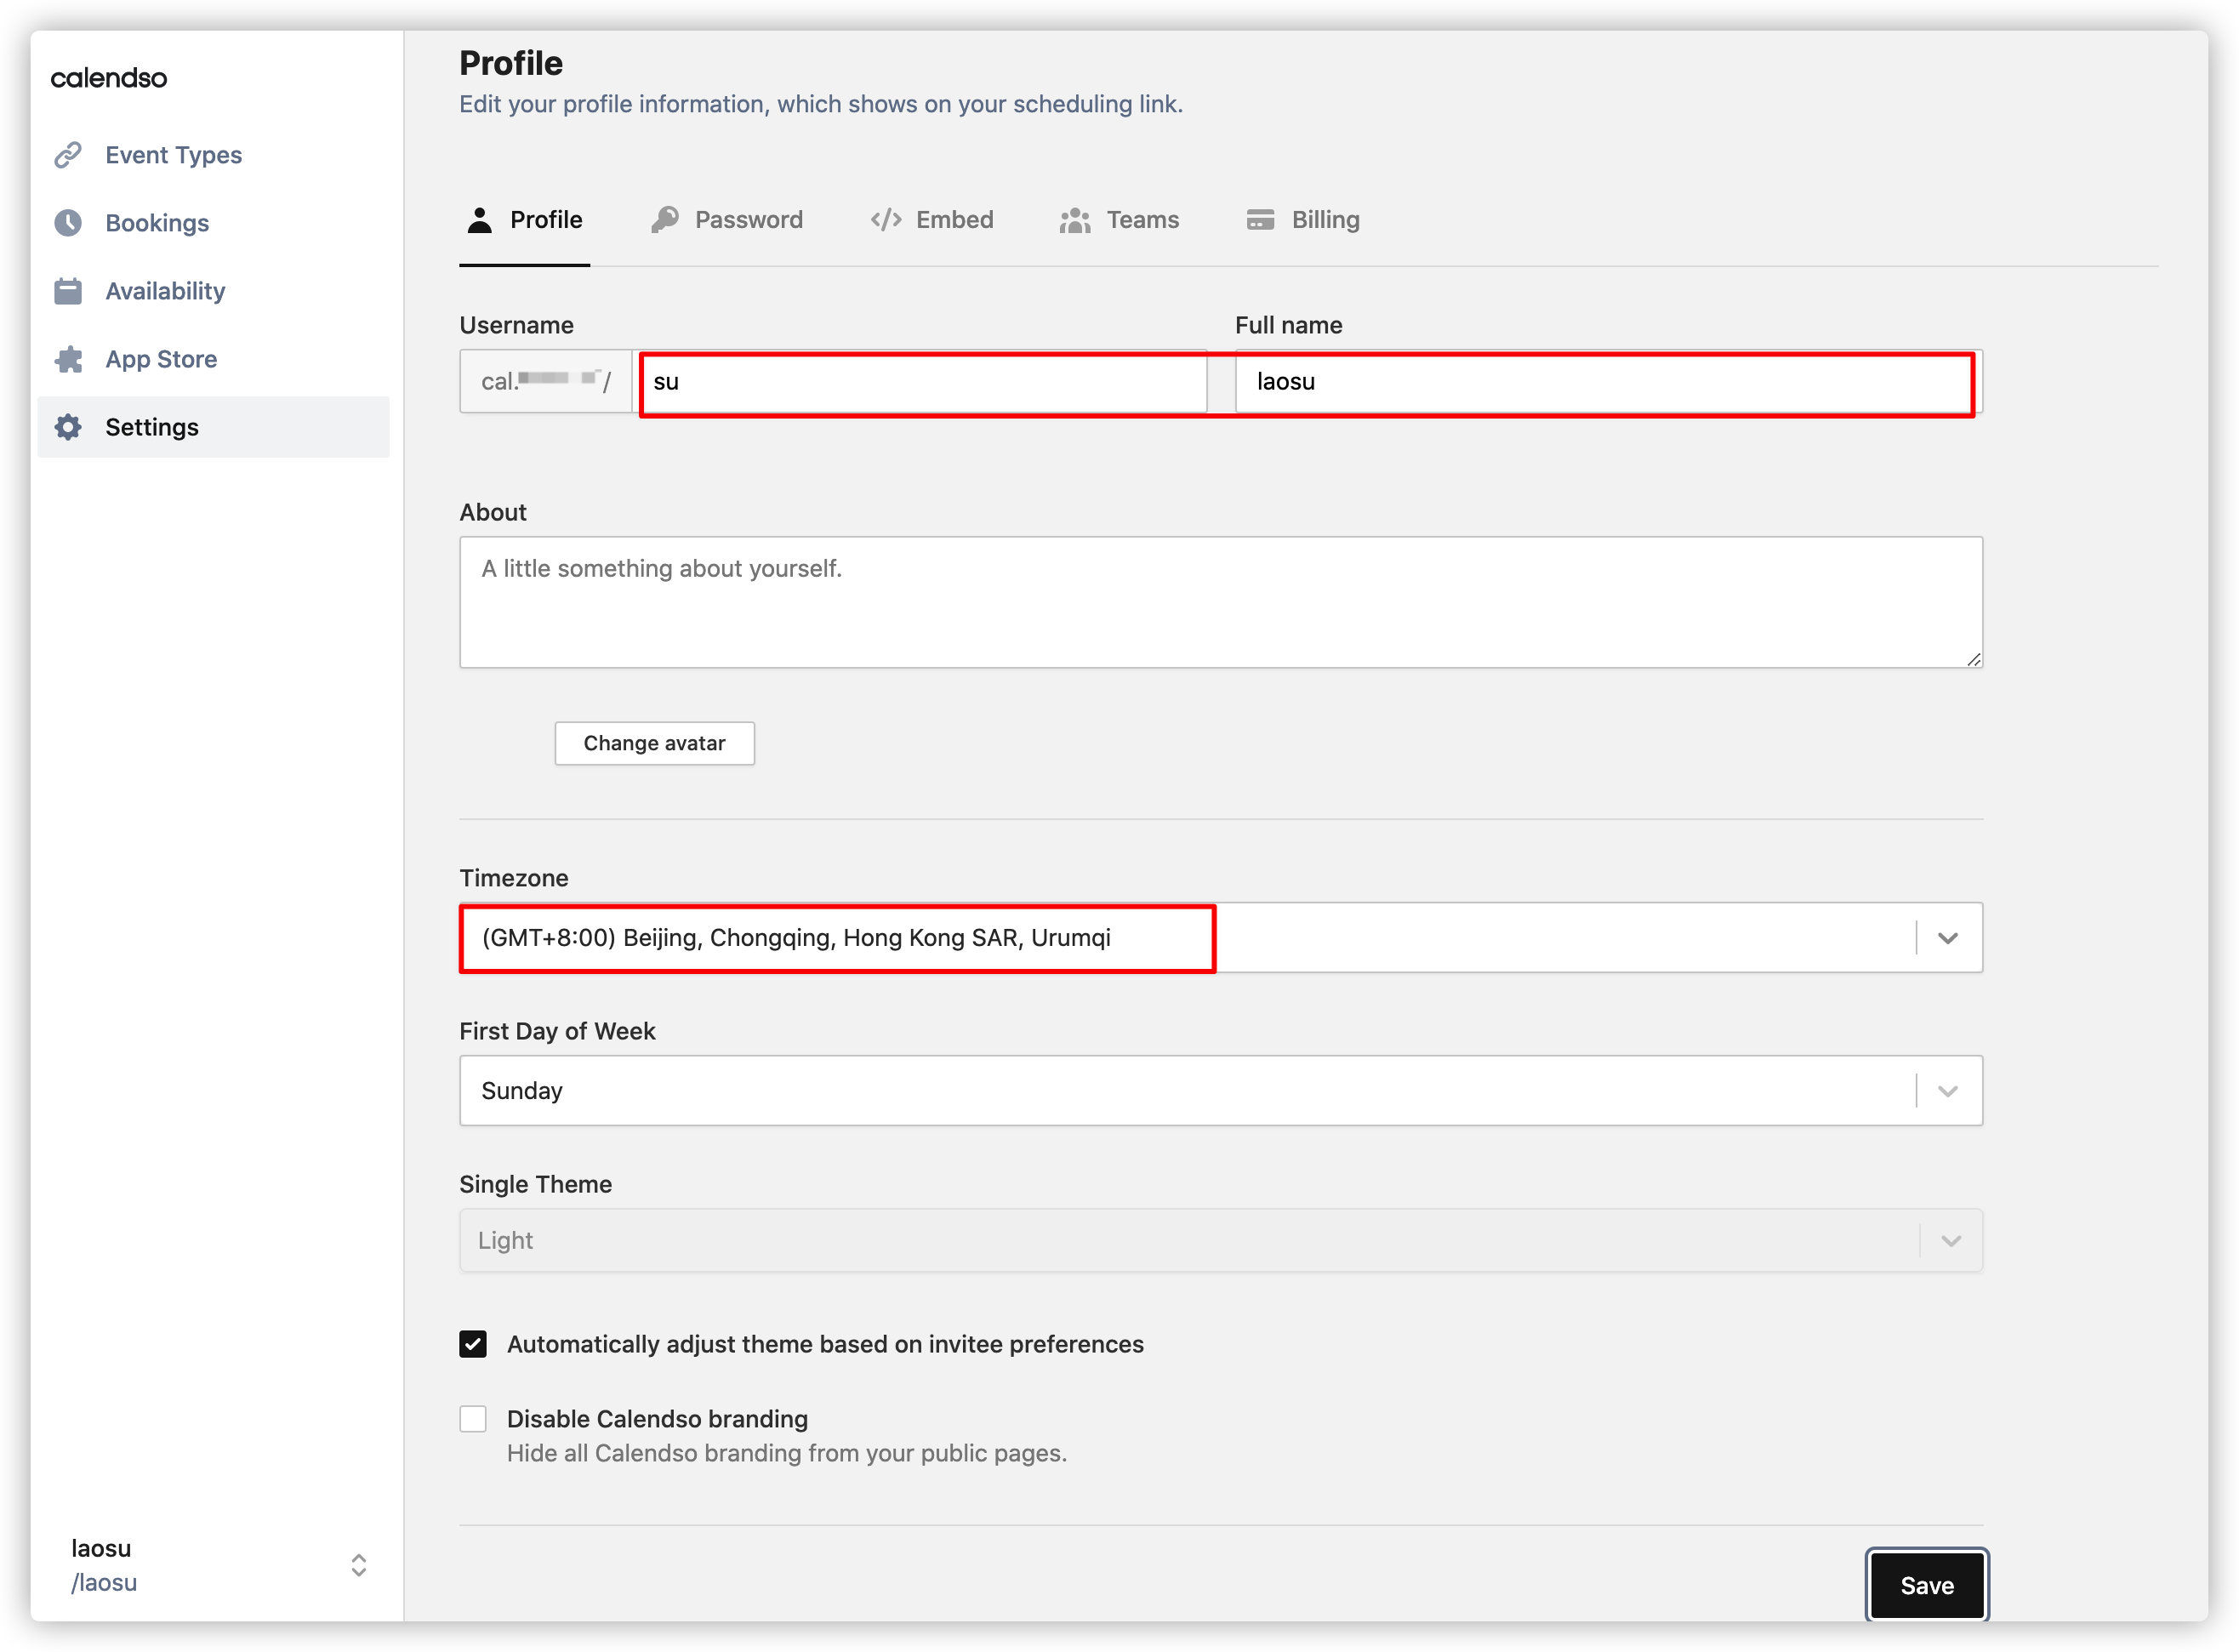 calendso
Event Types
Bookings
Availability
App Store
Settings
laosu
/laosu
Profile
Edit your profile information, which shows on your scheduling link.
Profile Password Embed Teams Billing
Username Full name
cal. / su laosu
About
A little something about yourself.
Change avatar
Timezone
(GMT+8:00) Beijing, Chongqing, Hong Kong SAR, Urumqi
First Day of Week
Sunday
Single Theme
Light
Automatically adjust theme based on invitee preferences
Disable Calendso branding
Hide all Calendso branding from your public pages.
Save